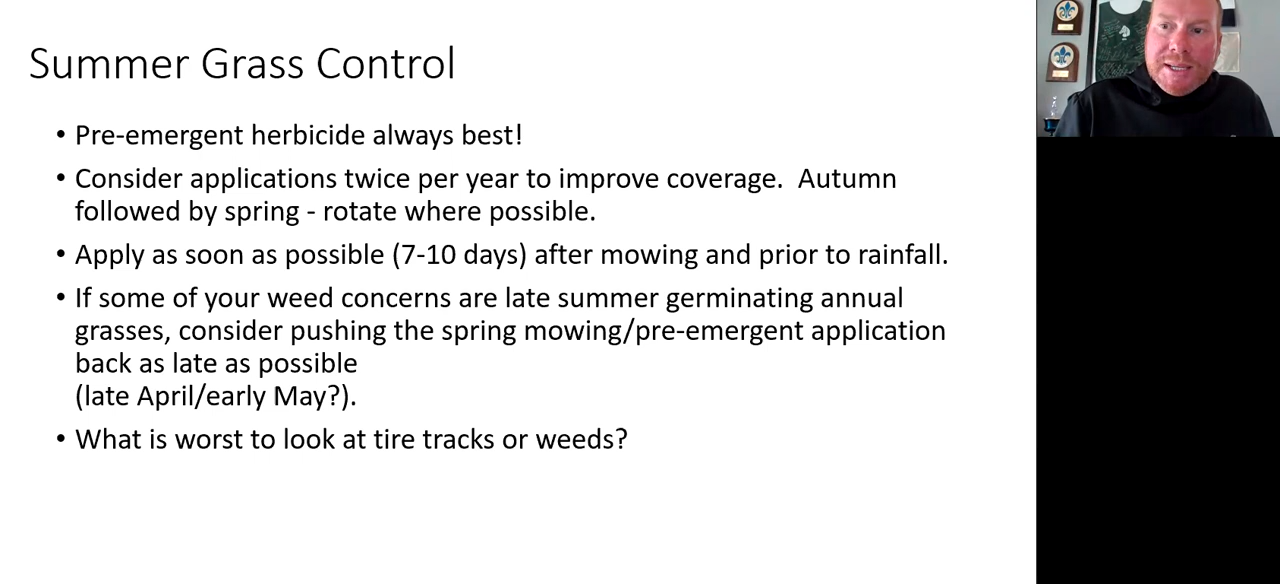 Summer Grass Control
• Pre-emergent herbicide always best!
• Consider applications twice per year to improve coverage.  Autumn
followed by spring - rotate where possible.
• Apply as soon as possible (7-10 days) after mowing and prior to rainfall.
• If some of your weed concerns are late summer germinating annual
grasses, consider pushing the spring mowing/pre-emergent application
back as late as possible
(late April/early May?).
• What is worst to look at tire tracks or weeds?